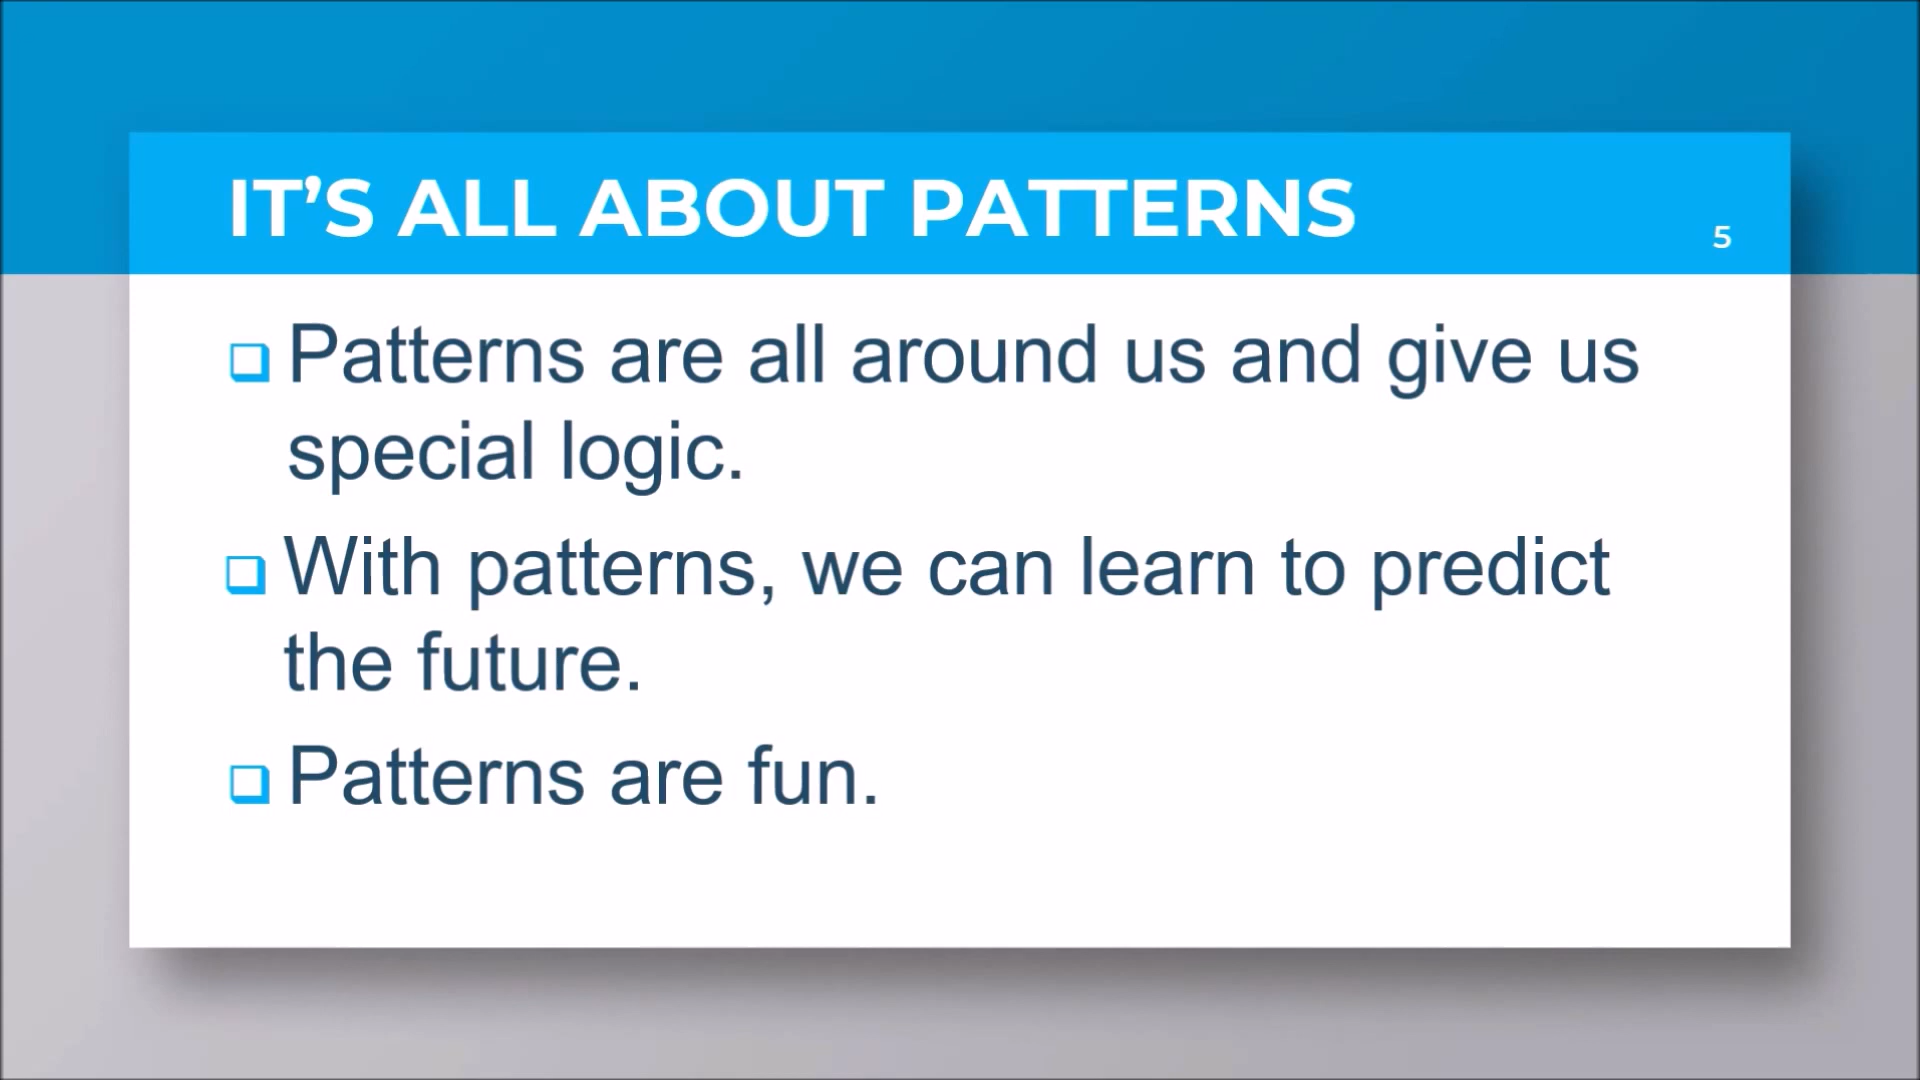 IT’S ALL ABOUT PATTERNS
5
Patterns are all around us and give us
special logic.
With patterns, we can learn to predict
the future.
Patterns are fun.